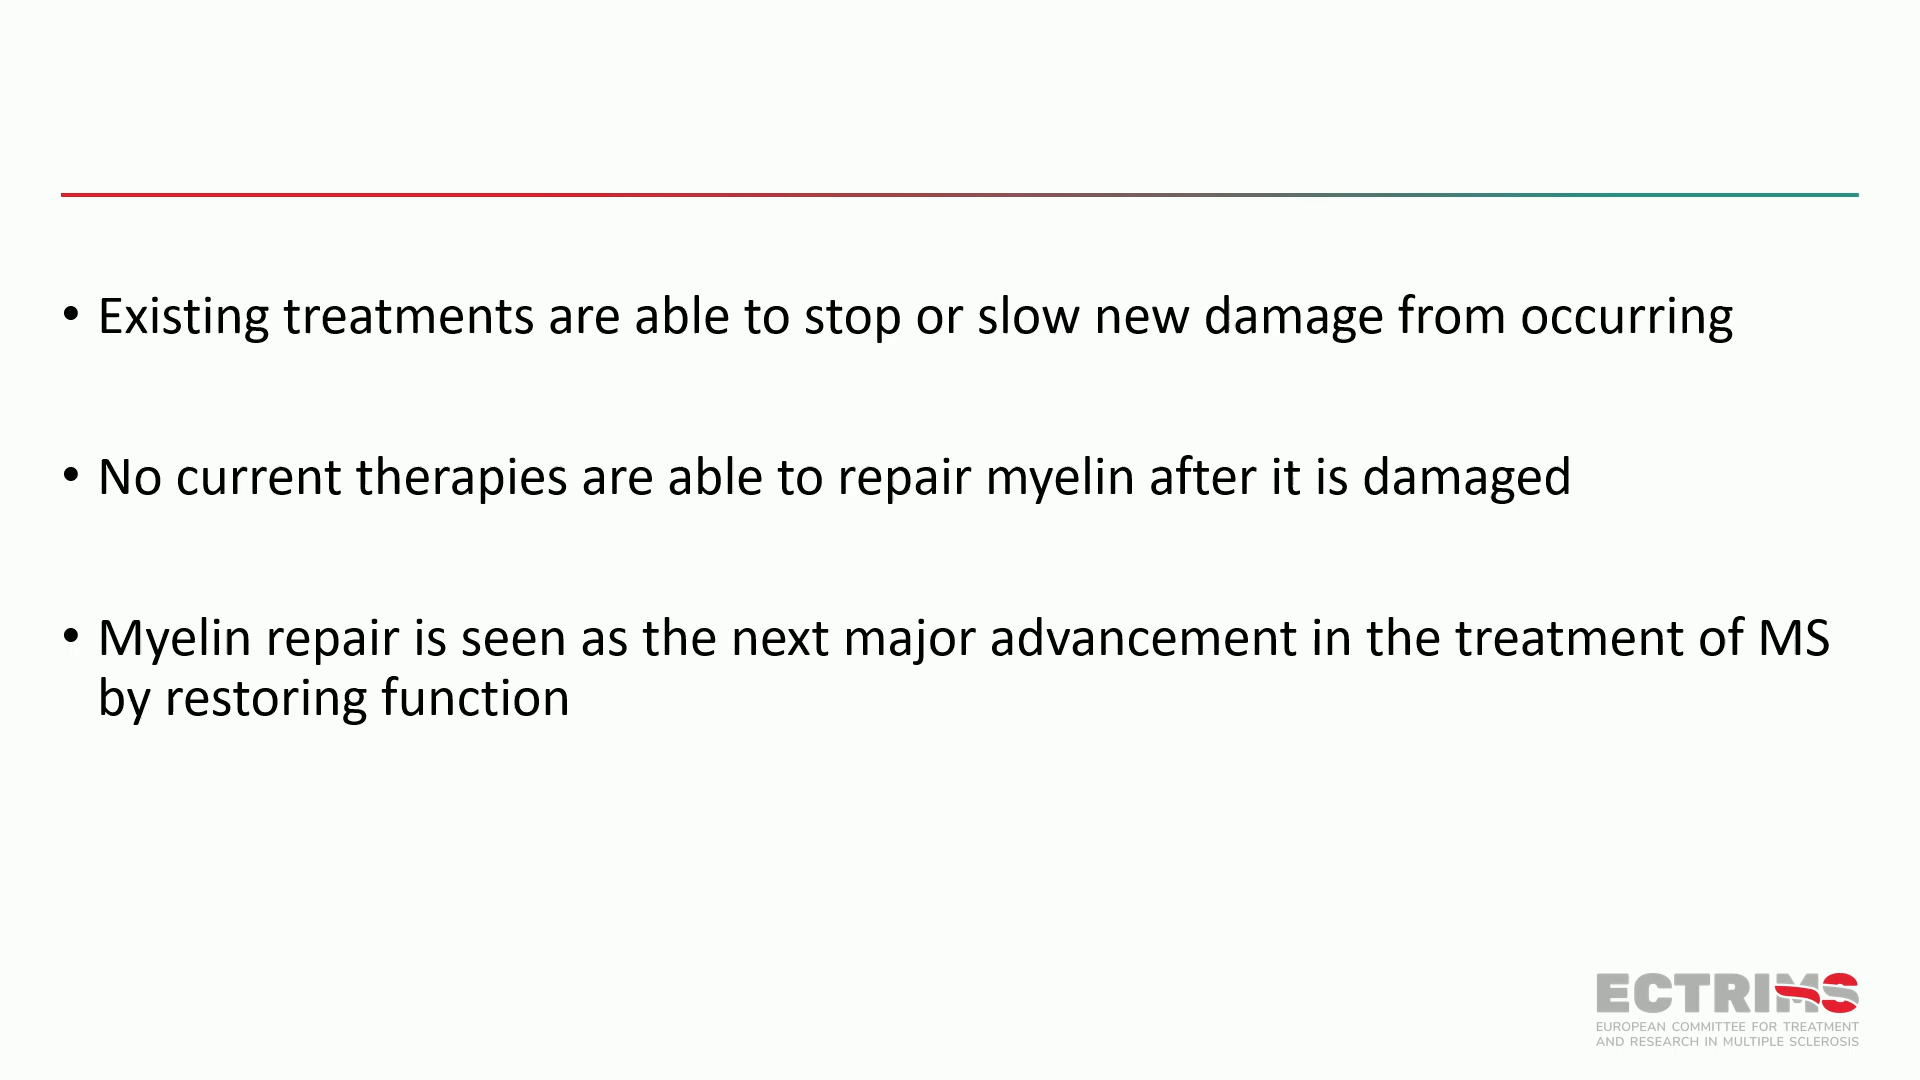 • Existing treatments are able to stop or slow new damage from occurring
• No current therapies are able to repair myelin after it is damaged
• Myelin repair is seen as the next major advancement in the treatment of MS
by restoring function
ECTRIMS
EUROPEAN COMMITTEE FOR TREATMENT
AND RESEARCH IN MULTIPLE SCLEROSIS